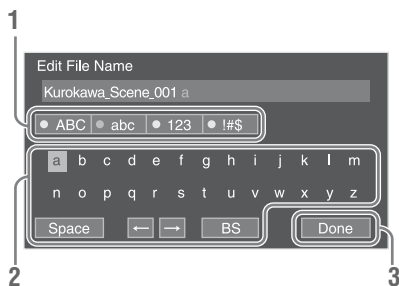 1
Edit File Name
Kurokawa_Scene_001 a
ABC abc 123 !#$
a b c d e f g h i j k l m
n o p q r s t u v w x y z
Space ← → BS Done
2 3